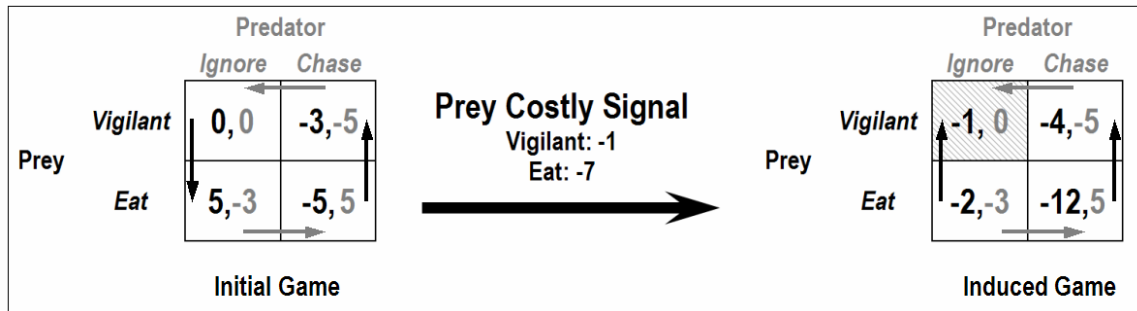 Predator
Ignore Chase
Vigilant 0, 0 -3,-5
Prey
Eat 5,-3 -5, 5
Initial Game
Prey Costly Signal
Vigilant: -1
Eat: -7
Predator
Ignore Chase
Vigilant -1, 0 -4,-5
Prey
Eat -2,-3 -12,5
Induced Game